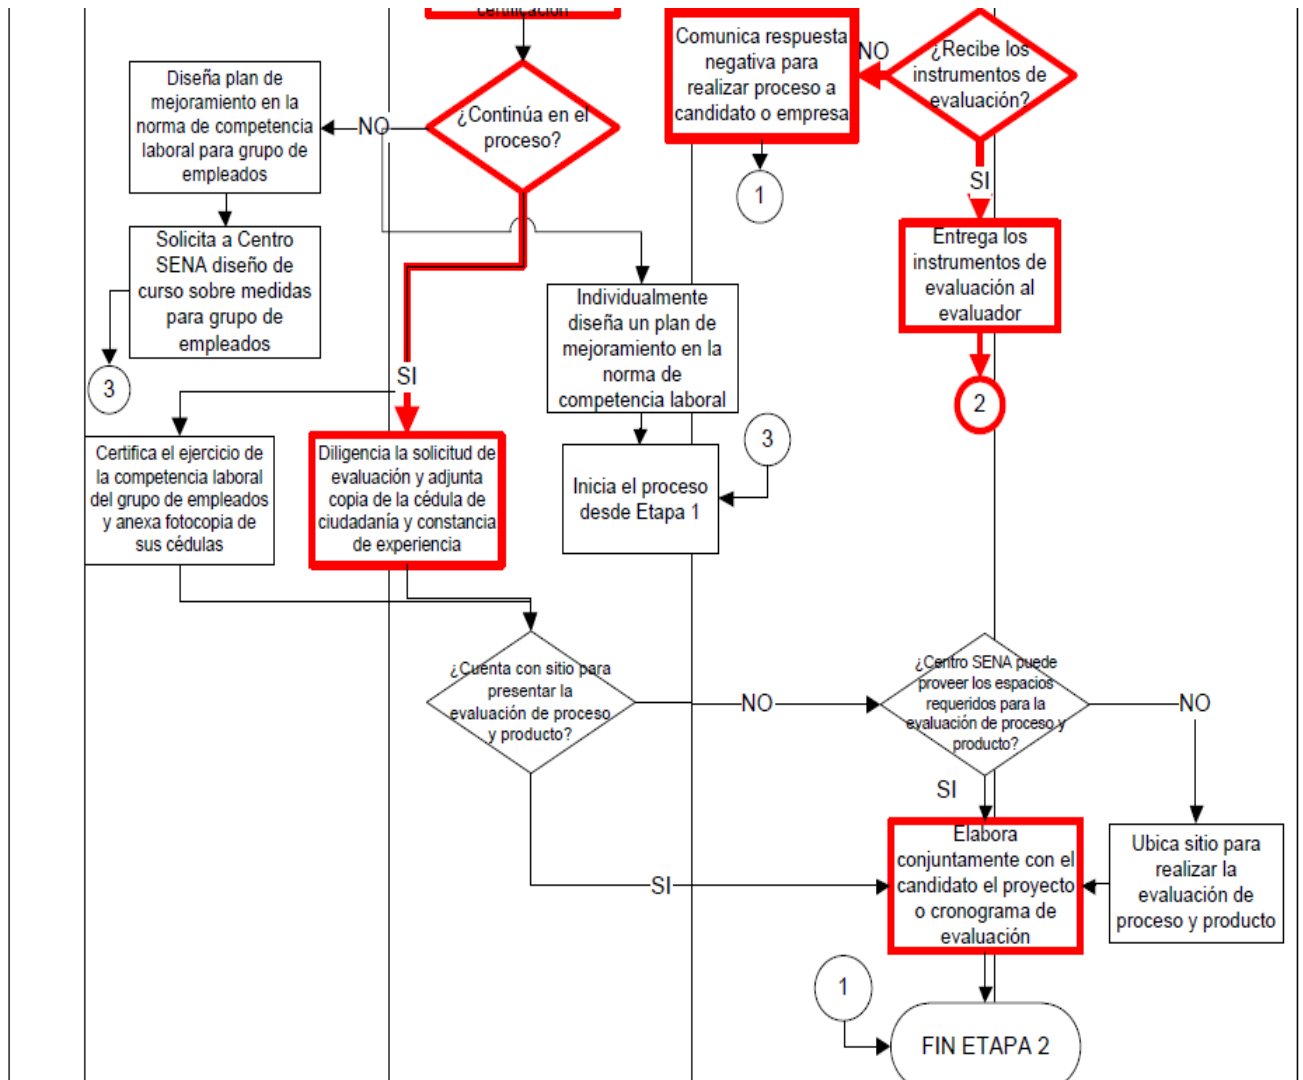 certificación
Diseña plan de
mejoramiento en la
norma de competencia
laboral para grupo de
empleados
NO
¿Continúa en el
proceso?
Comunica respuesta
negativa para
realizar proceso a
candidato o empresa
NO
¿Recibe los
instrumentos de
evaluación?
1
SI
Solicita a Centro
SENA diseño de
curso sobre medidas
para grupo de
empleados
3
Entrega los
instrumentos de
evaluación al
evaluador
2
Individualmente
diseña un plan de
mejoramiento en la
norma de
competencia laboral
SI
Certifica el ejercicio de
la competencia laboral
del grupo de empleados
y anexa fotocopia de
sus cédulas
Diligencia la solicitud de
evaluación y adjunta
copia de la cédula de
ciudadanía y constancia
de experiencia
3
Inicia el proceso
desde Etapa 1
¿Cuenta con sitio para
presentar la
evaluación de proceso
y producto?
NO
¿Centro SENA puede
proveer los espacios
requeridos para la
evaluación de proceso y
producto?
NO
SI
SI
Elabora
conjuntamente con el
candidato el proyecto
o cronograma de
evaluación
Ubica sitio para
realizar la
evaluación de
proceso y producto
1
FIN ETAPA 2